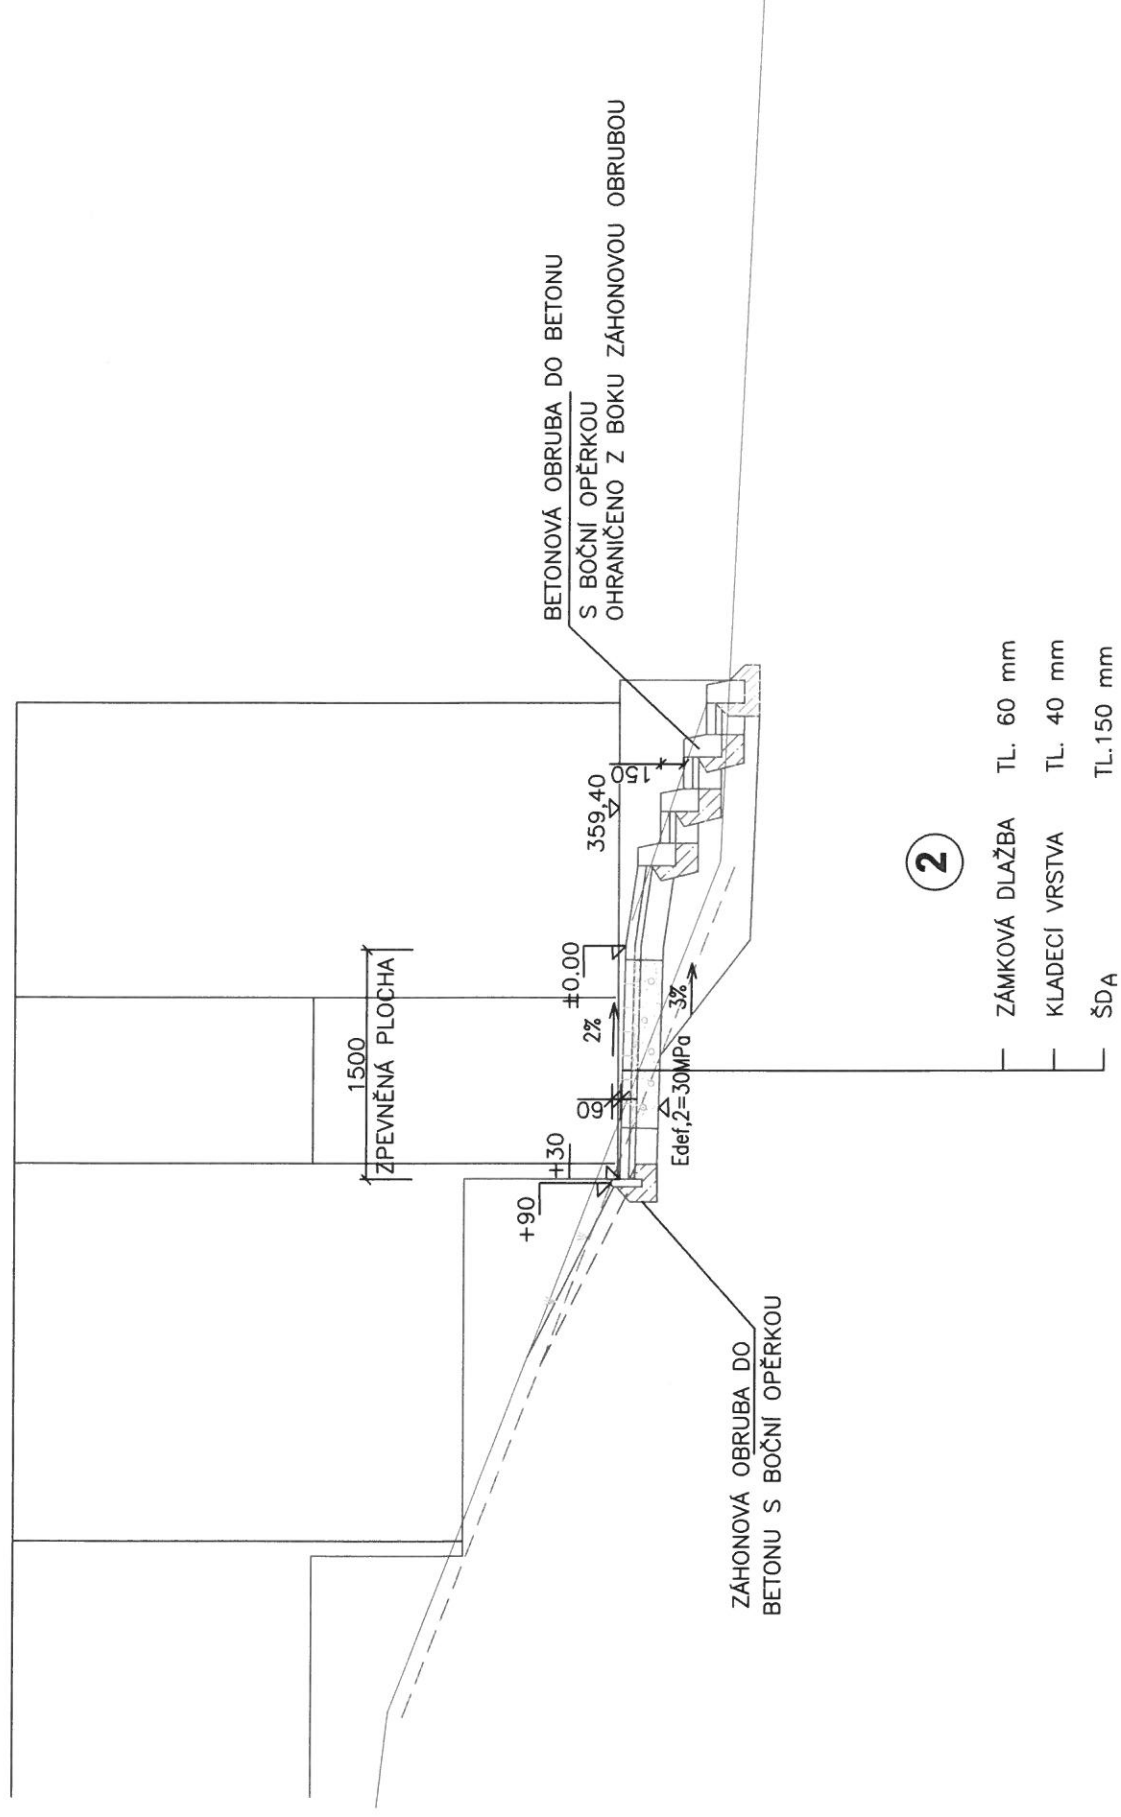 1500
ZPEVNĚNÁ PLOCHA
+90
+30
±0.00
359,40
2%
60
150
3%
Edef,2=30MPa
BETONOVÁ OBRUBA DO BETONU
S BOČNÍ OPĚRKOU
OHRANIČENO Z BOKU ZÁHONOVOU OBRUBOU
ZÁHONOVÁ OBRUBA DO
BETONU S BOČNÍ OPĚRKOU
2
ZÁMKOVÁ DLAŽBA TL. 60 mm
KLADECÍ VRSTVA TL. 40 mm
ŠDA TL.150 mm